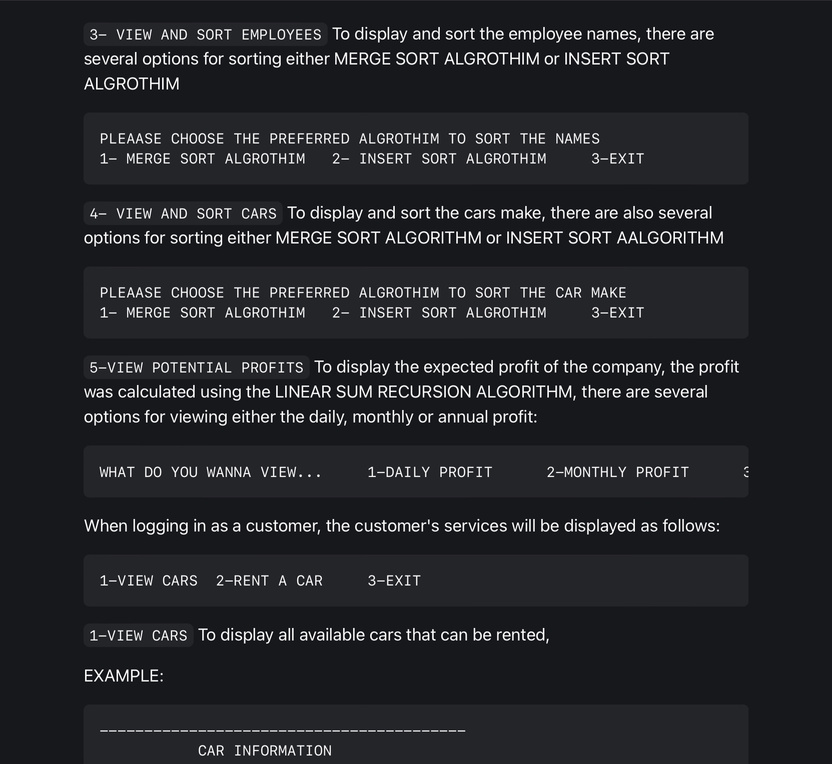 3- VIEW AND SORT EMPLOYEES To display and sort the employee names, there are
several options for sorting either MERGE SORT ALGROTHIM or INSERT SORT
ALGROTHIM
PLEAASE CHOOSE THE PREFERRED ALGROTHIM TO SORT THE NAMES
1- MERGE SORT ALGROTHIM   2- INSERT SORT ALGROTHIM     3-EXIT
4- VIEW AND SORT CARS To display and sort the cars make, there are also several
options for sorting either MERGE SORT ALGORITHM or INSERT SORT AALGORITHM
PLEAASE CHOOSE THE PREFERRED ALGROTHIM TO SORT THE CAR MAKE
1- MERGE SORT ALGROTHIM   2- INSERT SORT ALGROTHIM     3-EXIT
5-VIEW POTENTIAL PROFITS To display the expected profit of the company, the profit
was calculated using the LINEAR SUM RECURSION ALGORITHM, there are several
options for viewing either the daily, monthly or annual profit:
WHAT DO YOU WANNA VIEW...     1-DAILY PROFIT      2-MONTHLY PROFIT      3
When logging in as a customer, the customer's services will be displayed as follows:
1-VIEW CARS  2-RENT A CAR     3-EXIT
1-VIEW CARS To display all available cars that can be rented,
EXAMPLE:
-----------------------------------------
CAR INFORMATION